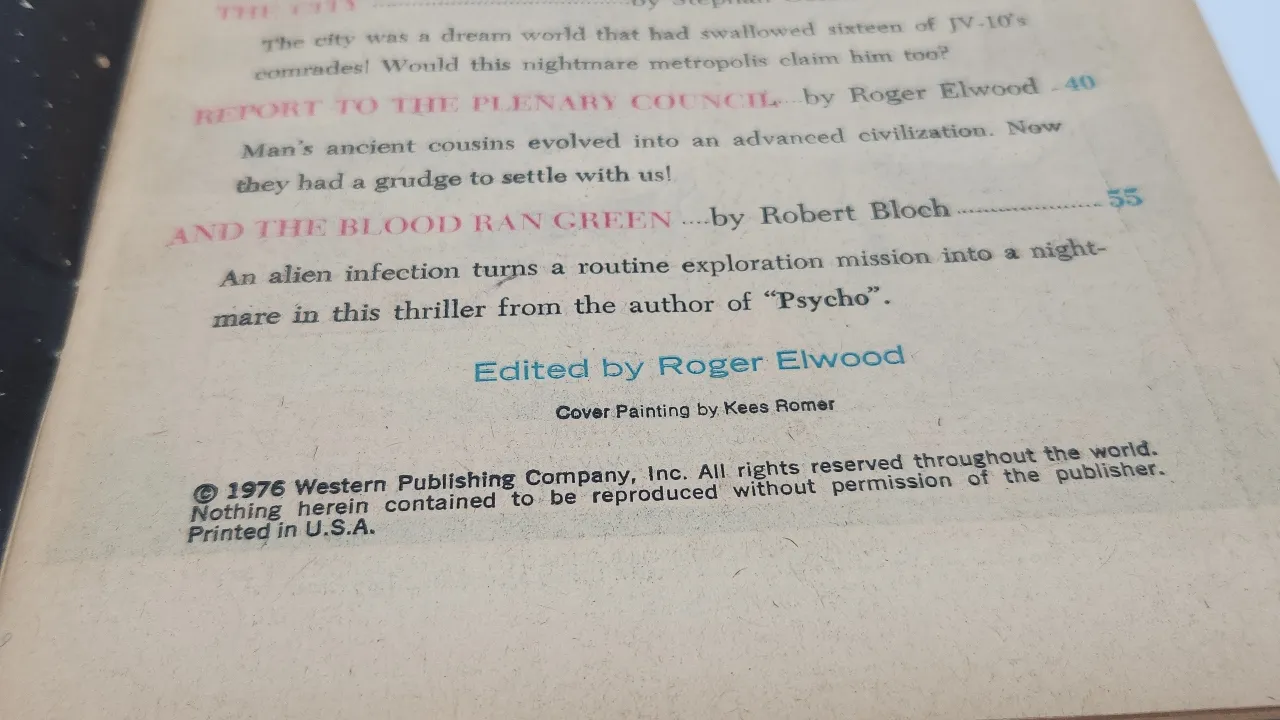 THE CITY ........................by Stephan
The city was a dream world that had swallowed sixteen of JV-10's
comrades! Would this nightmare metropolis claim him too?
REPORT TO THE PLENARY COUNCIL...by Roger Elwood . 40
Man's ancient cousins evolved into an advanced civilization. Now
they had a grudge to settle with us!
AND THE BLOOD RAN GREEN ....by Robert Bloch ...................... 55
An alien infection turns a routine exploration mission into a night-
mare in this thriller from the author of "Psycho".
Edited by Roger Elwood
Cover Painting by Kees Romer
© 1976 Western Publishing Company, Inc. All rights reserved throughout the world.
Nothing herein contained to be reproduced without permission of the publisher.
Printed in U.S.A.